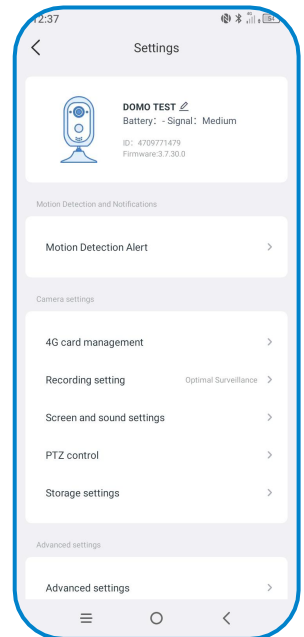 12:37
4G 54
Settings
DOMO TEST
Battery: - Signal: Medium
ID: 4709771479
Firmware:3.7.30.0
Motion Detection and Notifications
Motion Detection Alert
Camera settings
4G card management
Recording setting Optimal Surveillance
Screen and sound settings
PTZ control
Storage settings
Advanced settings
Advanced settings